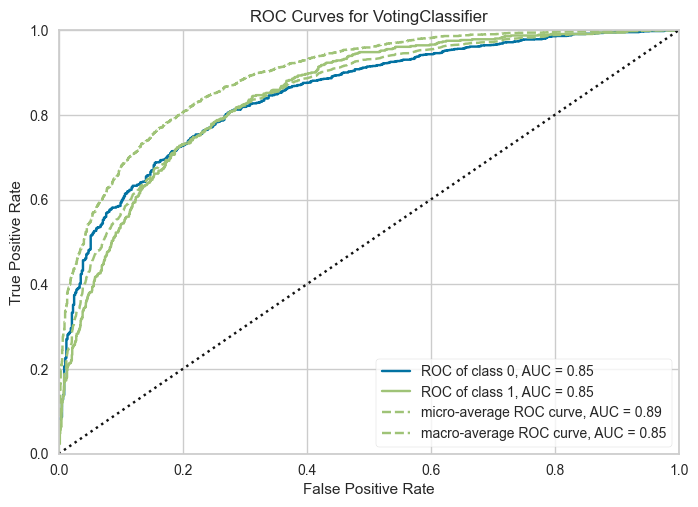 ROC Curves for VotingClassifier
1.0
0.8
0.6
0.4
0.2
0.0
True Positive Rate
ROC of class 0, AUC = 0.85
ROC of class 1, AUC = 0.85
micro-average ROC curve, AUC = 0.89
macro-average ROC curve, AUC = 0.85
0.0 0.2 0.4 0.6 0.8 1.0
False Positive Rate